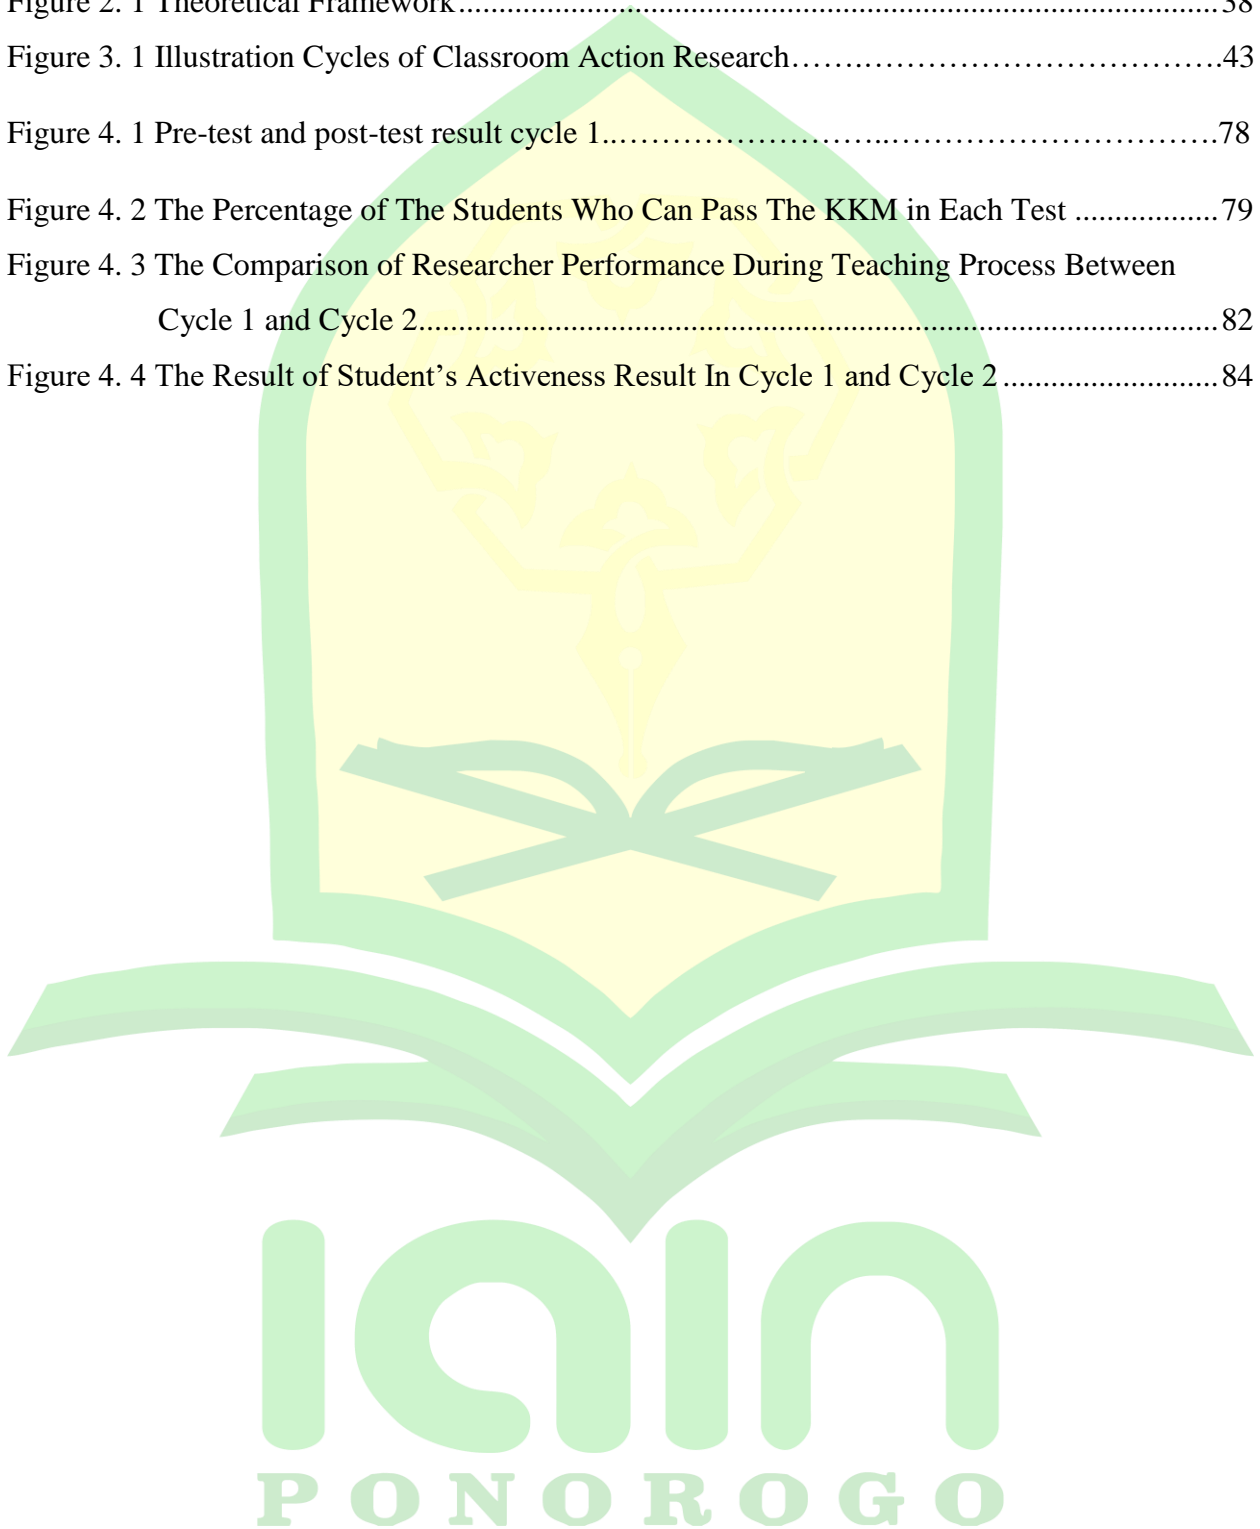 Figure 2. 1 Theoretical Framework........................................................................................................38
Figure 3. 1 Illustration Cycles of Classroom Action Research…….…………………………………….43
Figure 4. 1 Pre-test and post-test result cycle 1..……………………..…………………………….78
Figure 4. 2 The Percentage of The Students Who Can Pass The KKM in Each Test .................79
Figure 4. 3 The Comparison of Researcher Performance During Teaching Process Between
Cycle 1 and Cycle 2...................................................................................................82
Figure 4. 4 The Result of Student’s Activeness Result In Cycle 1 and Cycle 2..........................84
iain
PONOROGO